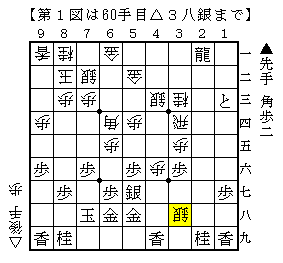 【第1図は60手目△3八銀まで】
9 8 7 6 5 4 3 2 1
香 桂 金 龍 一
玉 銀 金 二
歩 歩 銀 桂 と 三
歩 角 歩 飛 四
歩 歩 五
歩 歩 歩 歩 歩 六
歩 歩 銀 歩 七
玉 金 金 銀 八
香 桂 香 桂 香 九
▲先手 角歩二
△後手 歩